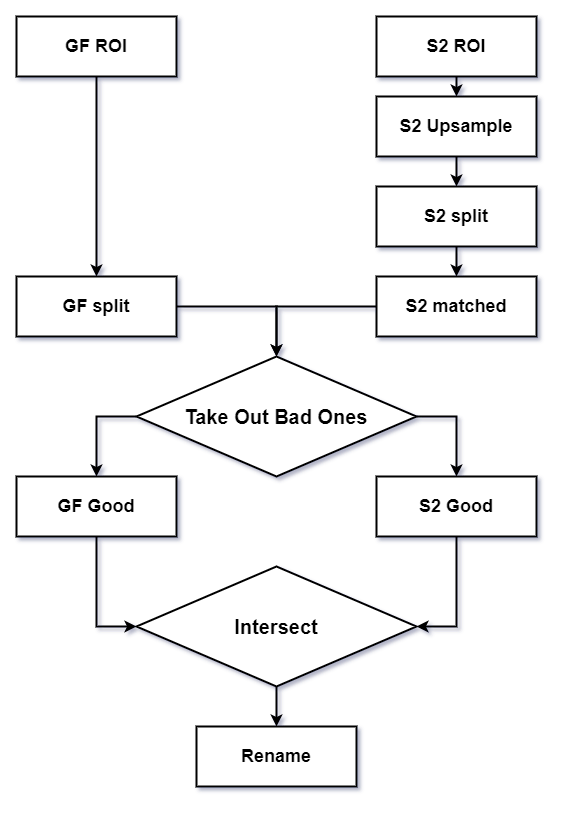 GF ROI
S2 ROI
S2 Upsample
S2 split
GF split
S2 matched
Take Out Bad Ones
GF Good
S2 Good
Intersect
Rename